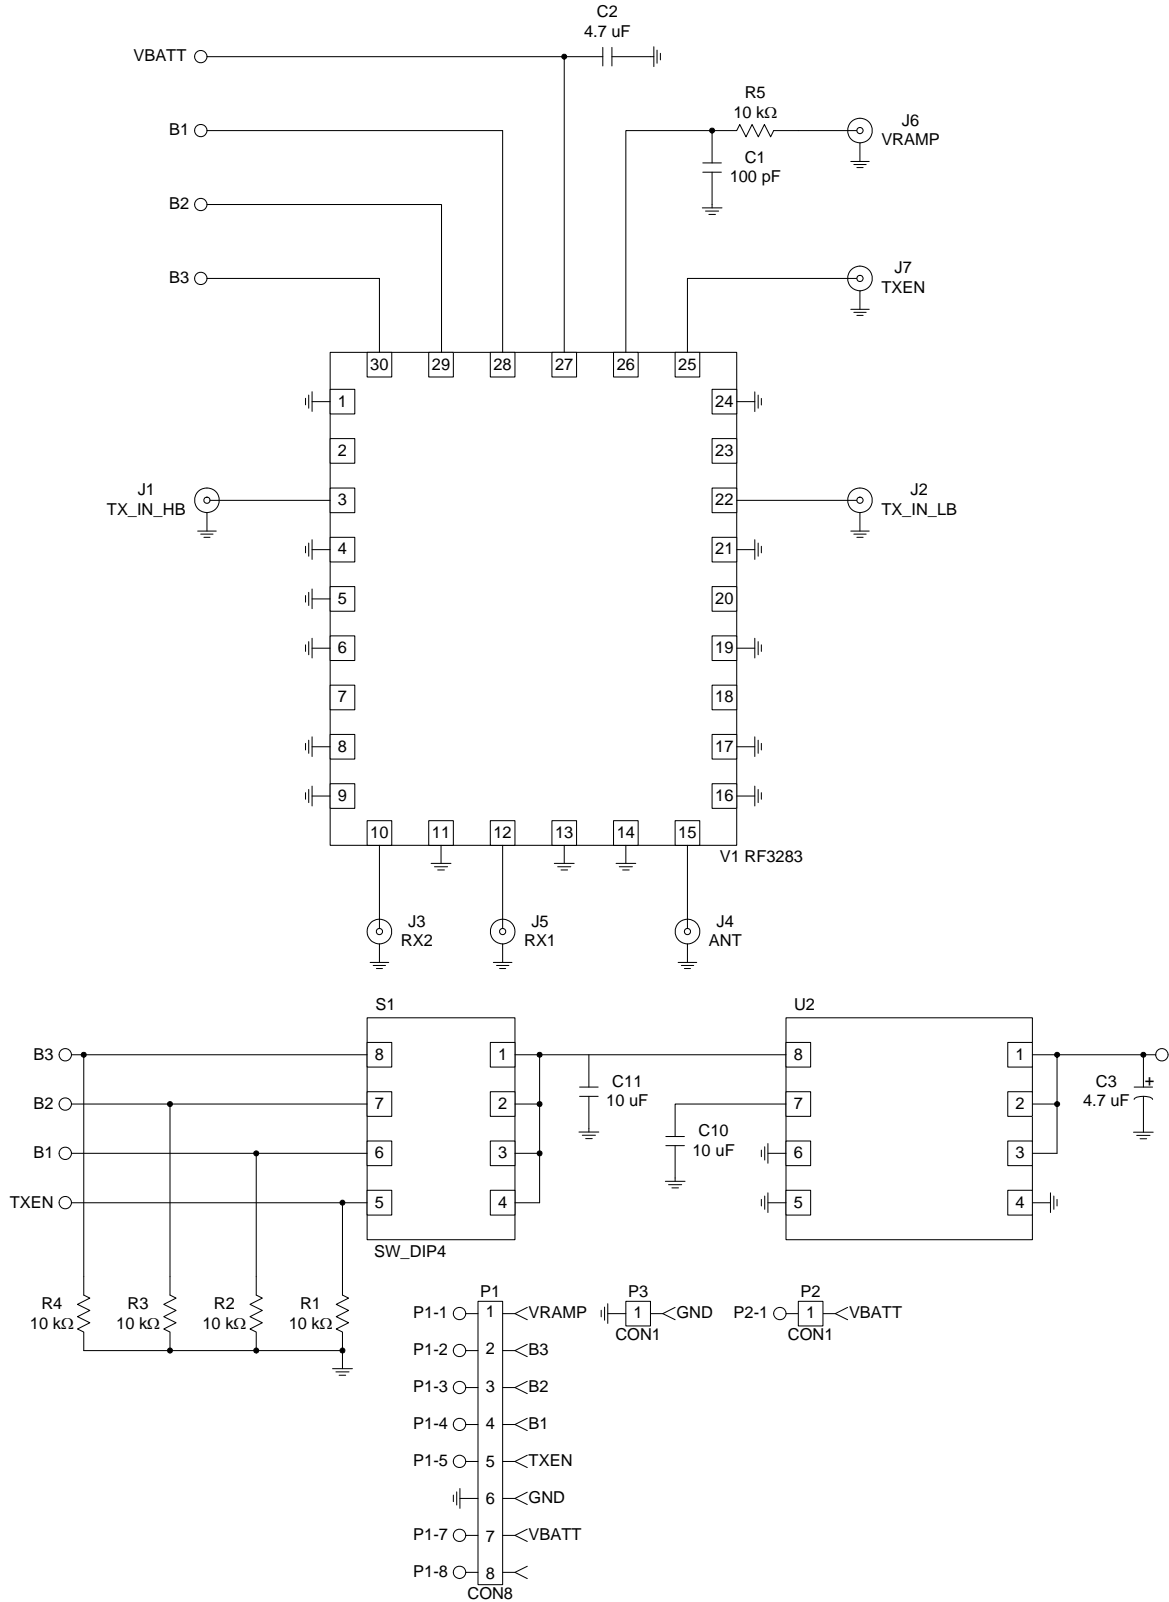 C2
4.7 uF
VBATT
R5
10 kΩ
J6
VRAMP
B1
C1
100 pF
B2
J7
TXEN
B3
30 29 28 27 26 25
1 24
2 23
J1
TX_IN_HB
3 22
J2
TX_IN_LB
4 21
5 20
6 19
7 18
8 17
9 16
10 11 12 13 14 15
V1 RF3283
J3
RX2
J5
RX1
J4
ANT
S1
U2
B3
8 1
8 1
C11
10 uF
C3
4.7 uF
+
B2
7 2
7 2
C10
10 uF
B1
6 3
6 3
TXEN
5 4
5 4
SW_DIP4
R4
10 kΩ
R3
10 kΩ
R2
10 kΩ
R1
10 kΩ
P1
P1-1 1 VRAMP
P1-2 2 B3
P1-3 3 B2
P1-4 4 B1
P1-5 5 TXEN
6 GND
P1-7 7 VBATT
P1-8 8
CON8
P3
1 GND
CON1
P2
P2-1 1 VBATT
CON1